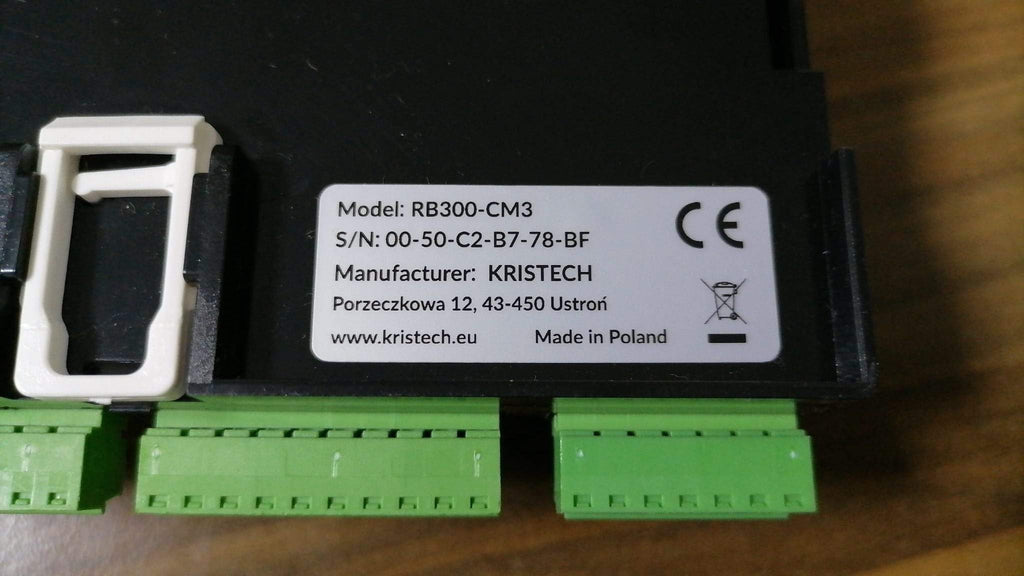 Model: RB300-CM3
S/N: 00-50-C2-B7-78-BF
Manufacturer: KRISTECH
Porzeczkowa 12, 43-450 Ustroń
www.kristech.eu Made in Poland
CE